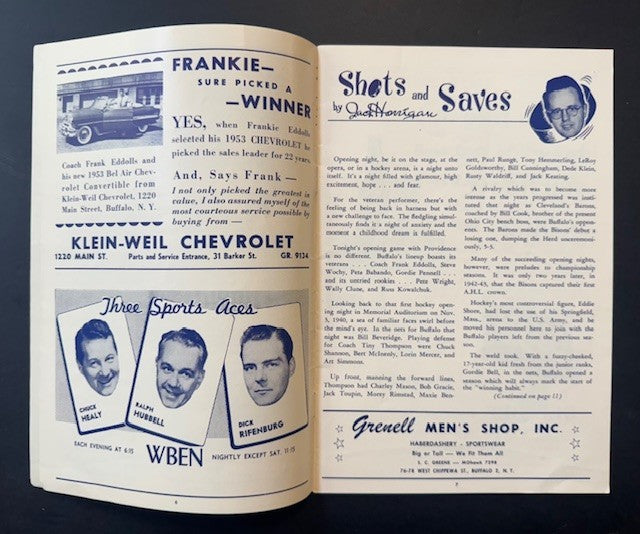 FRANKIE—
SURE PICKED A
—WINNER
YES, when Frankie Eddolls
selected his 1953 CHEVROLET he
picked the sales leader for 22 years.
And, Says Frank —
I not only picked the greatest in
value, I also assured myself of the
most courteous service possible by
buying from —
Coach Frank Eddolls and
his new 1953 Bel Air Chev-
rolet Convertible from
Klein-Weil Chevrolet, 1220
Main Street, Buffalo, N. Y.
KLEIN-WEIL CHEVROLET
1220 MAIN ST. Parts and Service Entrance, 31 Barker St. GR. 9134
Three Sports Aces
CHUCK
HEALY
RALPH
HUBBELL
DICK
RIFENBURG
EACH EVENING AT 6:15 WBEN NIGHTLY EXCEPT SAT. 11:15
6
Shots and Saves
by Jack Horrigan
Opening night, be it on the stage, at the
opera, or in a hockey arena, is a night unto
itself. It's a night filled with glamour, high
excitement, hope . . . and fear.
For the veteran performer, there's the
feeling of being back in harness but with
a new challenge to face. The fledgling simul-
taneously finds it a night of anxiety and the
moment a childhood dream is fulfilled.
Tonight's opening game with Providence
is no different. Buffalo's lineup boasts its
veterans . . . Coach Frank Eddolls, Steve
Wochy, Pete Babando, Gordie Pennell . . .
and its untried rookies . . . Pete Wright,
Wally Clune, and Russ Kowalchuk.
Looking back to that first hockey open-
ing night in Memorial Auditorium on Nov.
3, 1940, a sea of familiar faces swirl before
the mind's eye. In the nets for Buffalo that
night was Bill Beveridge. Playing defense
for Coach Tiny Thompson were Chuck
Shannon, Bert McInenly, Lorin Mercer, and
Art Simmons.
Up front, manning the forward lines,
Thompson had Charley Mason, Bob Gracie,
Jack Toupin, Morey Rimstad, Maxie Ben-
nett, Paul Runge, Tony Hemmerling, LeRoy
Goldsworthy, Bill Cunningham, Dede Klein,
Rusty Waldriff, and Jack Keating.
A rivalry which was to become more
intense as the years progressed was insti-
tuted that night as Cleveland's Barons,
coached by Bill Cook, brother of the present
Ohio City bench boss, were Buffalo's oppon-
ents. The Barons made the Bisons' debut a
losing one, dumping the Herd unceremon-
ously, 5-3.
Many of the succeeding opening nights,
however, were preludes to championship
seasons. It was only two years later, in
1942-43, that the Bisons captured their first
A.H.L. crown.
Hockey's most controversial figure, Eddie
Shore, had lost the use of his Springfield,
Mass., arena to the U.S. Army, and he
moved his personnel here to join with the
Buffalo players left from the previous sea-
son.
The weld took. With a fuzzy-cheeked,
17-year-old kid fresh from the junior ranks,
Gordie Bell, in the nets, Buffalo opened a
season which will always mark the start of
the "winning habit."
(Continued on page 11)
Grenell MEN'S SHOP, INC.
HABERDASHERY - SPORTSWEAR
Big or Tall — We Fit Them All
S. C. GREENE — MOhawk 7398
76-78 WEST CHIPPEWA ST., BUFFALO 2, N. Y.
7